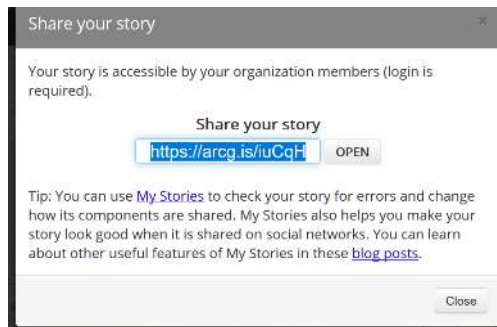 Share your story
×
Your story is accessible by your organization members (login is
required).
Share your story
https://arcg.is/iuCqH OPEN
Tip: You can use My Stories to check your story for errors and change
how its components are shared. My Stories also helps you make your
story look good when it is shared on social networks. You can learn
about other useful features of My Stories in these blog posts.
Close